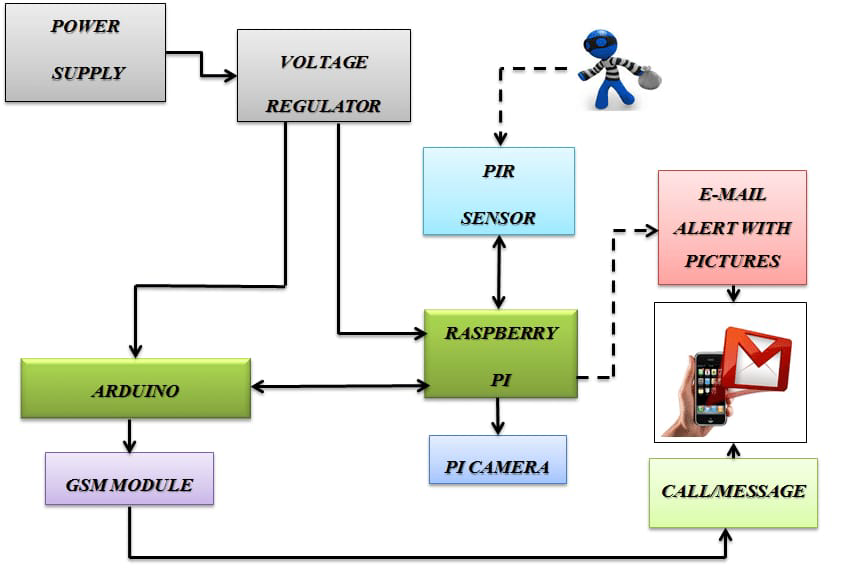 POWER
SUPPLY
VOLTAGE
REGULATOR
PIR
SENSOR
E-MAIL
ALERT WITH
PICTURES
RASPBERRY
PI
ARDUINO
PI CAMERA
GSM MODULE
CALL/MESSAGE